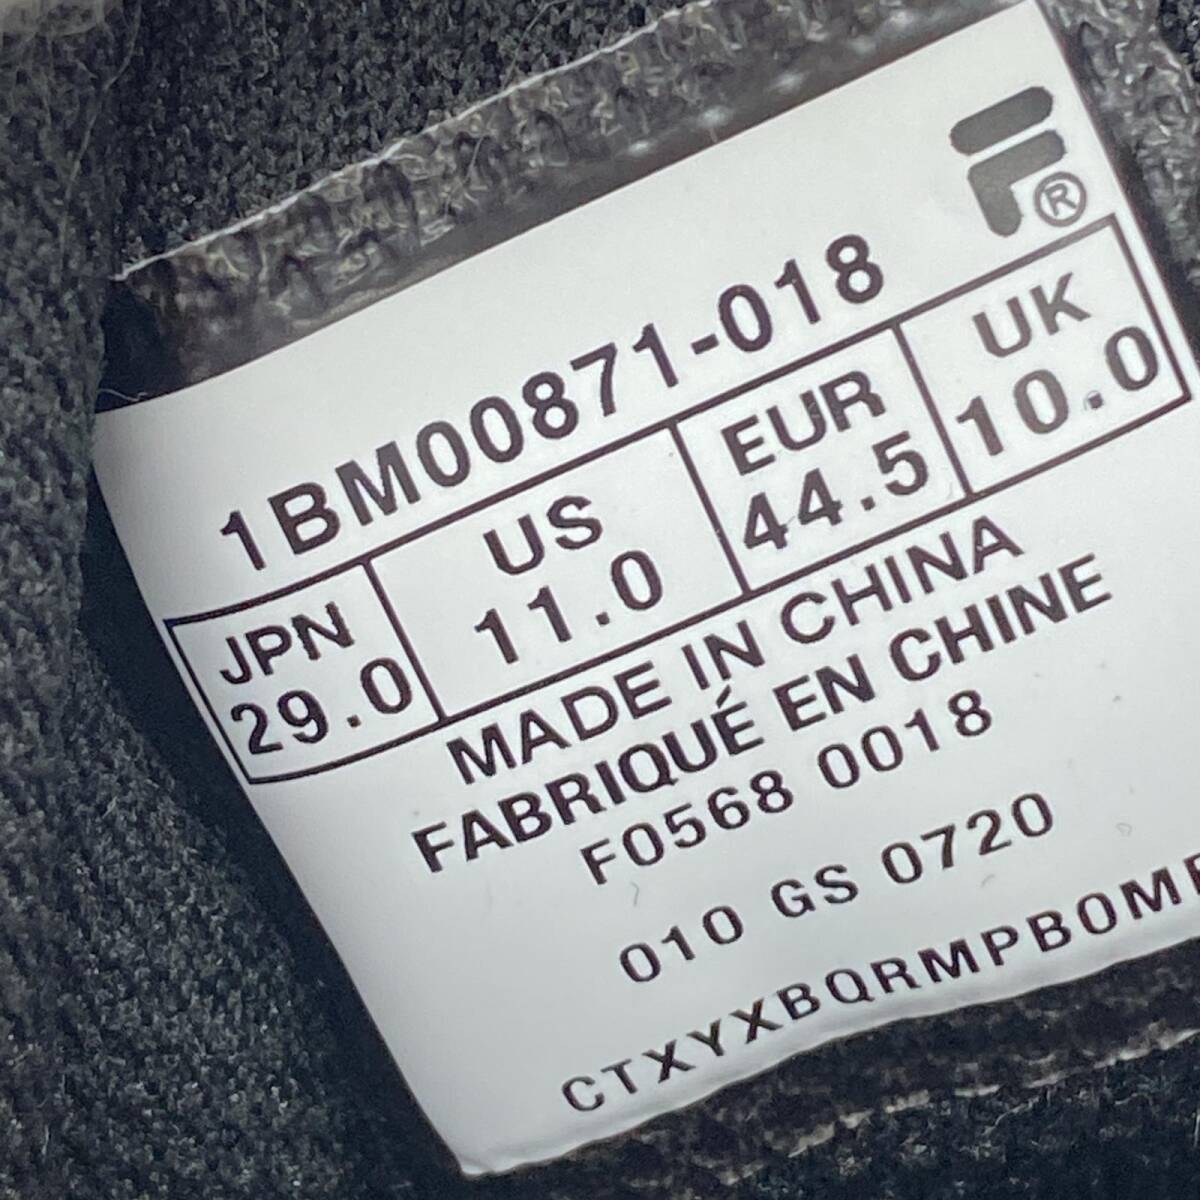 F®
1BM00871-018
JPN US EUR UK
29.0 11.0 44.5 10.0
MADE IN CHINA
FABRIQUÉ EN CHINE
F0568 0018
010 GS 0720